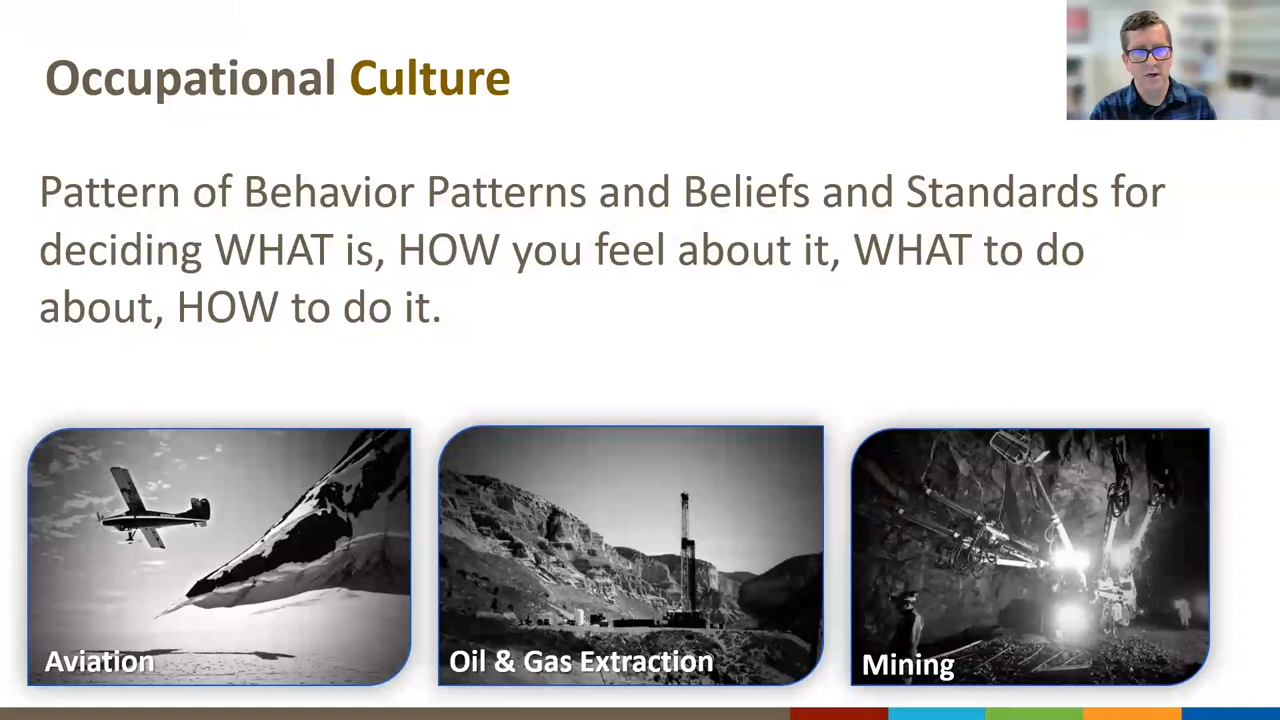 Occupational Culture
Pattern of Behavior Patterns and Beliefs and Standards for
deciding WHAT is, HOW you feel about it, WHAT to do
about, HOW to do it.
Aviation
Oil & Gas Extraction
Mining